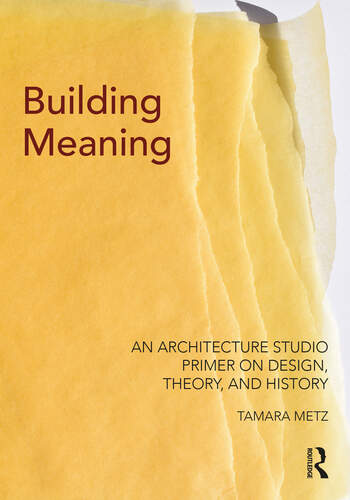 Building
Meaning
AN ARCHITECTURE STUDIO
PRIMER ON DESIGN,
THEORY, AND HISTORY
TAMARA METZ
ROUTLEDGE